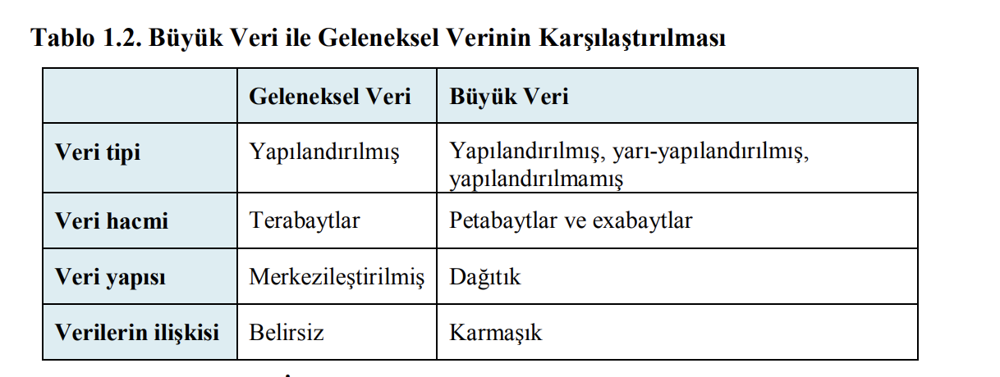 Tablo 1.2. Büyük Veri ile Geleneksel Verinin Karşılaştırılması
Geleneksel Veri Büyük Veri
Veri tipi Yapılandırılmış Yapılandırılmış, yarı-yapılandırılmış,
yapılandırılmamış
Veri hacmi Terabaytlar Petabaytlar ve exabaytlar
Veri yapısı Merkezileştirilmiş Dağıtık
Verilerin ilişkisi Belirsiz Karmaşık